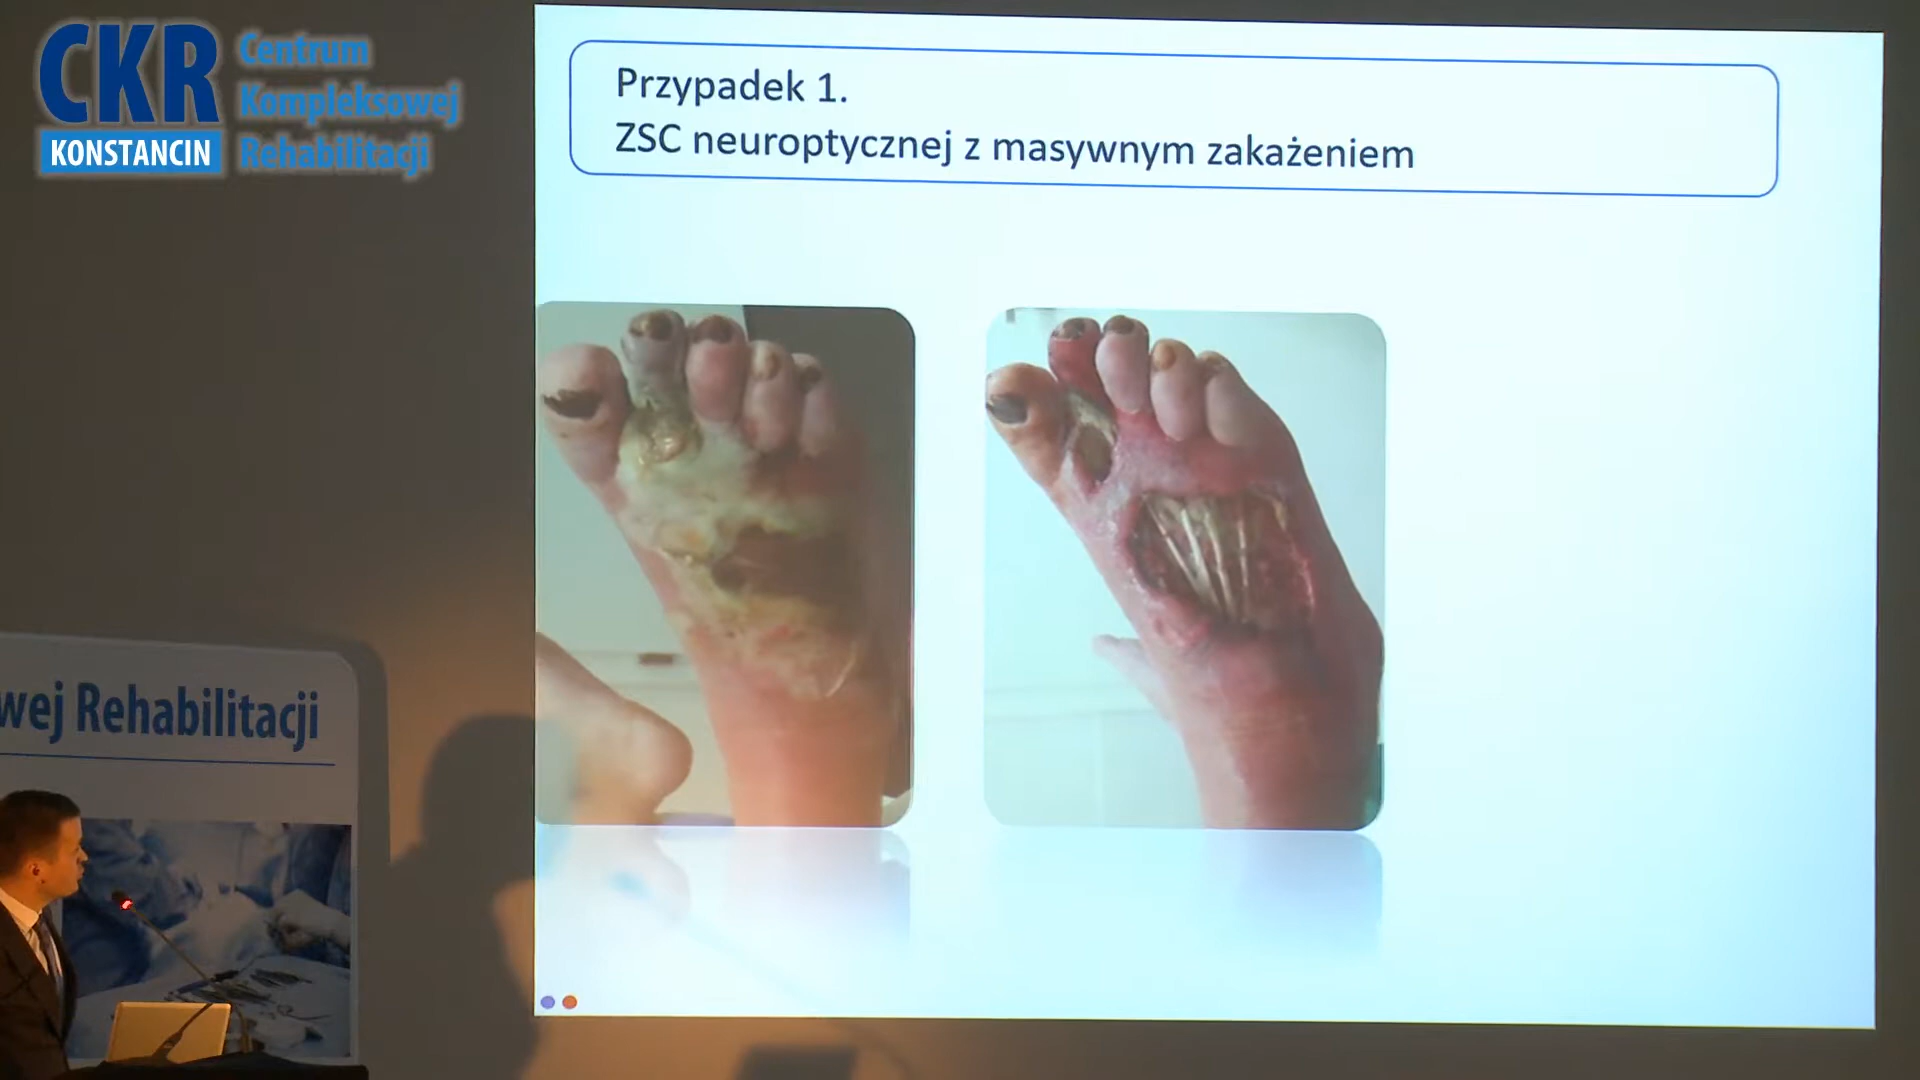 CKR
Centrum
Kompleksowej
Rehabilitacji
KONSTANCIN
Przypadek 1.
ZSC neuroptycznej z masywnym zakażeniem
wej Rehabilitacji